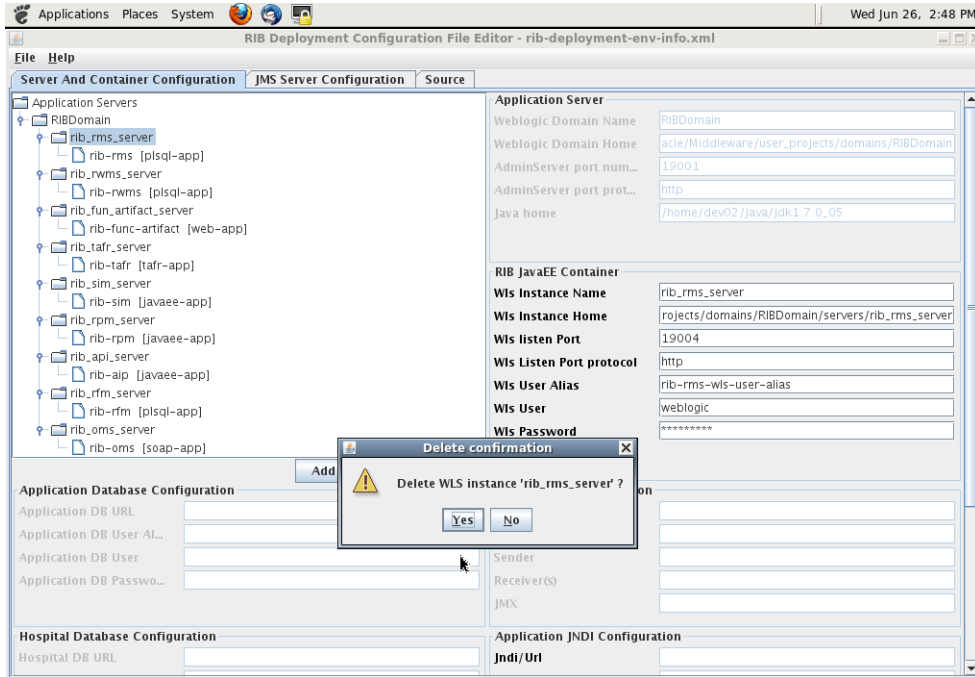 Applications Places System Wed Jun 26, 2:48 PM
RIB Deployment Configuration File Editor - rib-deployment-env-info.xml
File Help
Server And Container Configuration JMS Server Configuration Source
Application Servers
RIBDomain
rib_rms_server
rib-rms [plsql-app]
rib_rwms_server
rib-rwms [plsql-app]
rib_fun_artifact_server
rib-func-artifact [web-app]
rib_tafr_server
rib-tafr [tafr-app]
rib_sim_server
rib-sim [javaee-app]
rib_rpm_server
rib-rpm [javaee-app]
rib_api_server
rib-aip [javaee-app]
rib_rfm_server
rib-rfm [plsql-app]
rib_oms_server
rib-oms [soap-app]
Add
Application Server
Weblogic Domain Name RIBDomain
Weblogic Domain Home acle/Middleware/user_projects/domains/RIBDomain
AdminServer port num... 19001
AdminServer port prot... http
Java home /home/dev02/java/jdk1.7.0_05
RIB JavaEE Container
Wls Instance Name rib_rms_server
Wls Instance Home rojects/domains/RIBDomain/servers/rib_rms_server
Wls listen Port 19004
Wls Listen Port protocol http
Wls User Alias rib-rms-wls-user-alias
Wls User weblogic
Wls Password *********
Delete confirmation
Delete WLS instance 'rib_rms_server' ?
Yes No
Application Database Configuration
Application DB URL
Application DB User Al...
Application DB User
Application DB Passwo...
on
Sender
Receiver(s)
JMX
Hospital Database Configuration
Hospital DB URL
Application JNDI Configuration
Jndi/Url